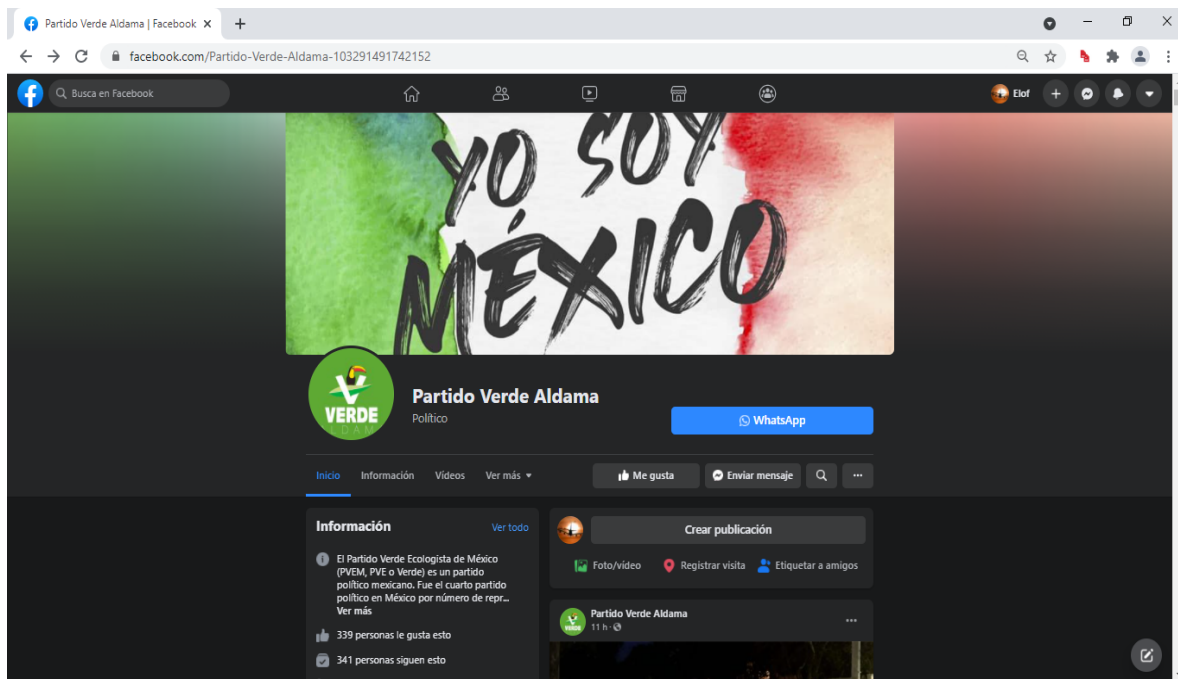 Partido Verde Aldama | Facebook
facebook.com/Partido-Verde-Aldama-103291491742152
Busca en Facebook
Elof
YO SOY
MÉXICO
VERDE
ALDAMA
Partido Verde Aldama
Político
WhatsApp
Inicio Información Vídeos Ver más
Me gusta Enviar mensaje
Información Ver todo
El Partido Verde Ecologista de México
(PVEM, PVE o Verde) es un partido
político mexicano. Fue el cuarto partido
político en México por número de repr...
Ver más
339 personas le gusta esto
341 personas siguen esto
Crear publicación
Foto/vídeo Registrar visita Etiquetar a amigos
Partido Verde Aldama
11 h ·
VERDE